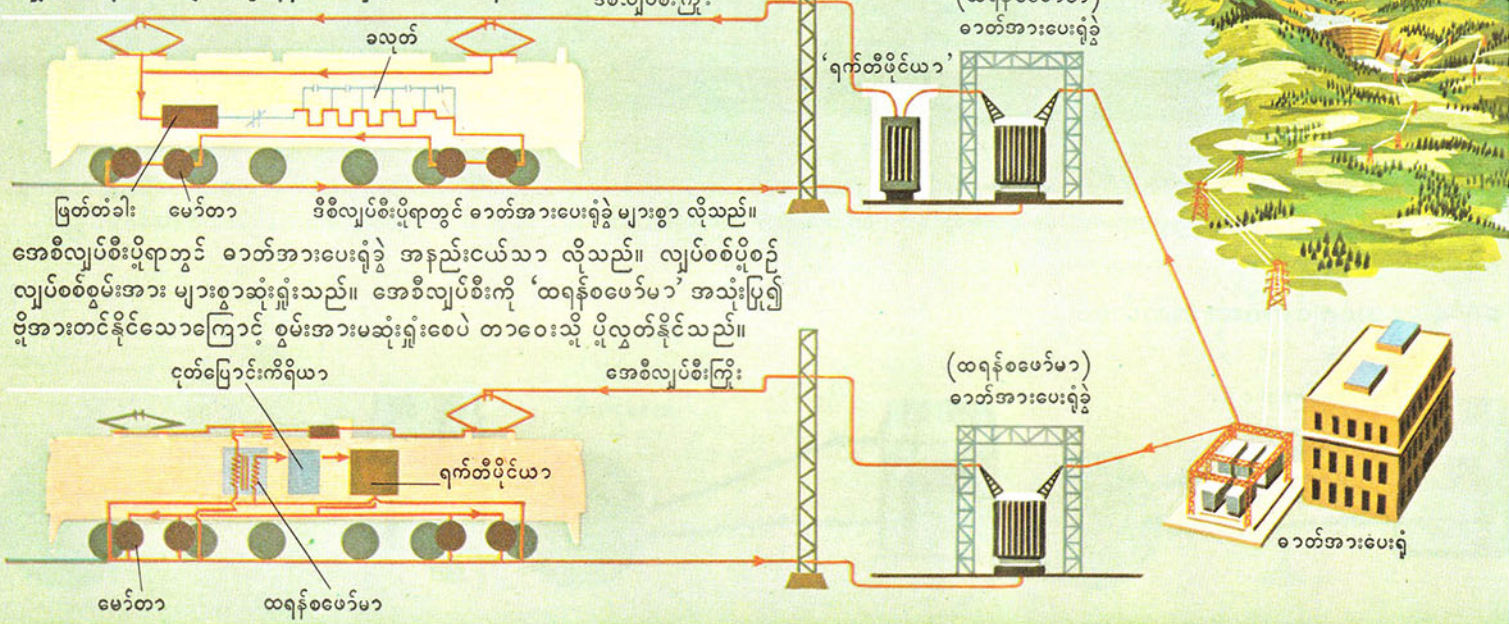 ဒီစီလျှပ်စီးကြိုး
ဓာတ်အားပေးရုံခွဲ
ခလုတ်
‘ရက်တီဖိုင်ယာ’
ဖြတ်တံခါး
မော်တာ
ဒီစီလျှပ်စီးပို့ရာတွင် ဓာတ်အားပေးရုံခွဲ များစွာ လိုသည်။
အေစီလျှပ်စီးပို့ရာတွင် ဓာတ်အားပေးရုံခွဲ အနည်းငယ်သာ လိုသည်။ လျှပ်စစ်ပို့စဉ်
လျှပ်စစ်စွမ်းအား များစွာဆုံးရှုံးသည်။ အေစီလျှပ်စီးကို ‘ထရန်စဖော်မာ’ အသုံးပြု၍
ဗို့အားတင်နိုင်သောကြောင့် စွမ်းအားမဆုံးရှုံးစေပဲ တာဝေးသို့ ပို့လွှတ်နိုင်သည်။
ငုတ်ပြောင်းကိရိယာ
အေစီလျှပ်စီးကြိုး
(ထရန်စဖော်မာ)
ဓာတ်အားပေးရုံခွဲ
ရက်တီဖိုင်ယာ
ဓာတ်အားပေးရုံ
မော်တာ
ထရန်စဖော်မာ